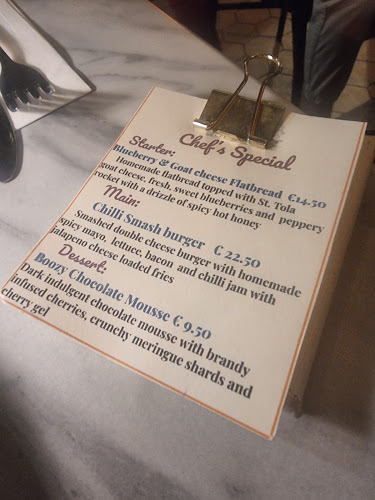 Chef's Special
Starter:
Blueberry & Goat cheese Flatbread €14.50
Homemade flatbread topped with St. Tola
goat cheese, fresh, sweet blueberries and peppery
rocket with a drizzle of spicy hot honey
Main:
Chilli Smash burger € 22.50
Smashed double cheese burger with homemade
spicy mayo, lettuce, bacon and chilli jam with
jalapeno cheese loaded fries
Dessert:
Boozy Chocolate Mousse € 9.50
Dark, indulgent chocolate mousse with brandy
infused cherries, crunchy meringue shards and
cherry gel